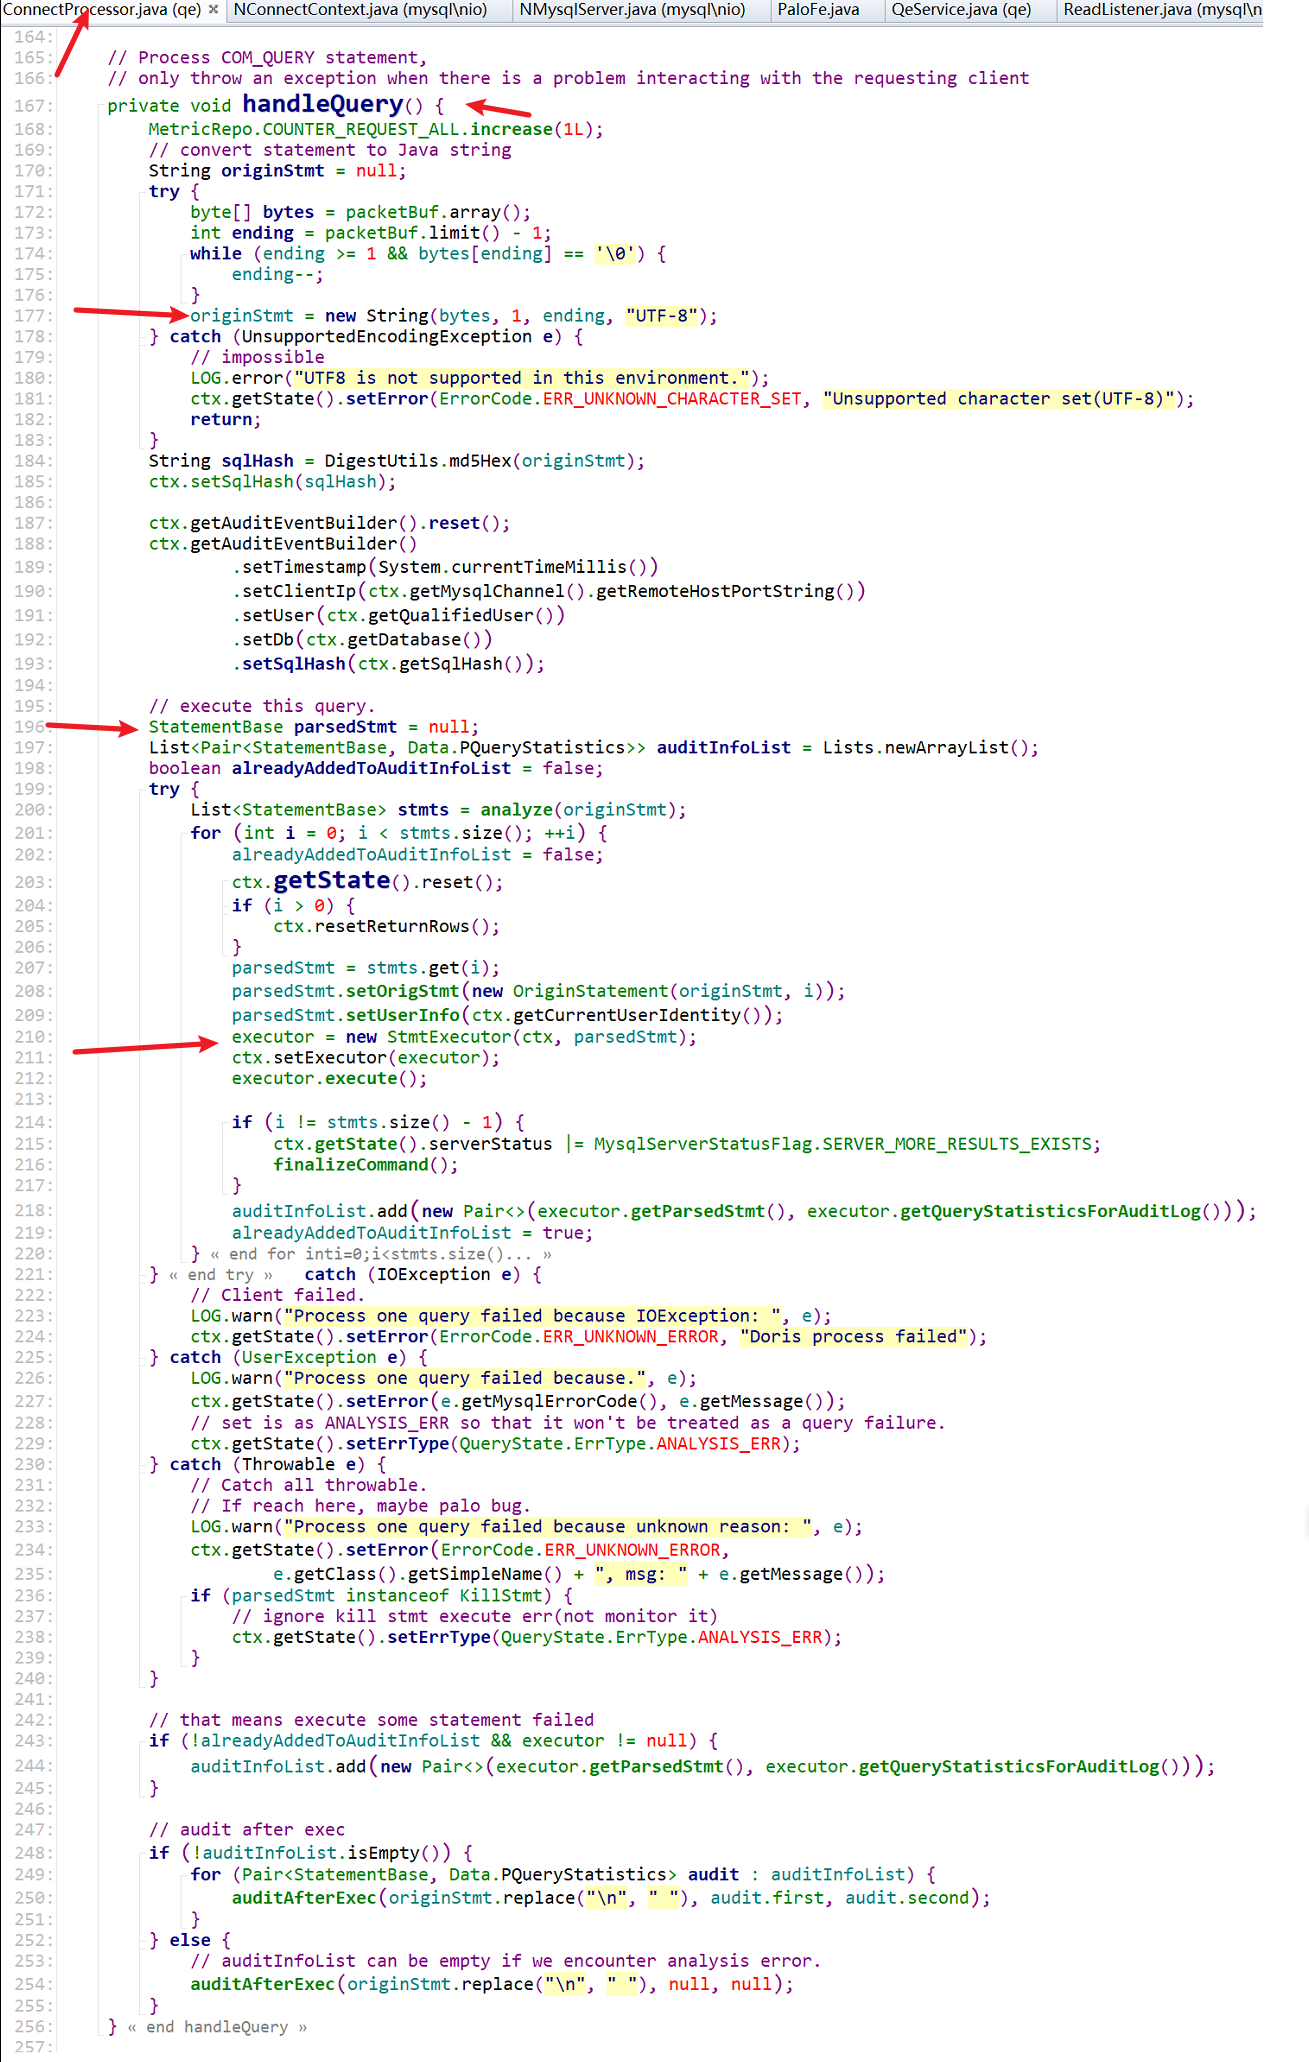 ConnectProcessor.java (qe) × NConnectContext.java (mysql\nio) NMysqlServer.java (mysql\nio) PaloFe.java QeService.java (qe) ReadListener.java (mysql\n
164:
165: // Process COM_QUERY statement,
166: // only throw an exception when there is a problem interacting with the requesting client
167: private void handleQuery() {
168: MetricRepo.COUNTER_REQUEST_ALL.increase(1L);
169: // convert statement to Java string
170: String originStmt = null;
171: try {
172: byte[] bytes = packetBuf.array();
173: int ending = packetBuf.limit() - 1;
174: while (ending >= 1 && bytes[ending] == '\0') {
175: ending--;
176: }
177: originStmt = new String(bytes, 1, ending, "UTF-8");
178: } catch (UnsupportedEncodingException e) {
179: // impossible
180: LOG.error("UTF8 is not supported in this environment.");
181: ctx.getState().setError(ErrorCode.ERR_UNKNOWN_CHARACTER_SET, "Unsupported character set(UTF-8)");
182: return;
183: }
184: String sqlHash = DigestUtils.md5Hex(originStmt);
185: ctx.setSqlHash(sqlHash);
186:
187: ctx.getAuditEventBuilder().reset();
188: ctx.getAuditEventBuilder()
189: .setTimestamp(System.currentTimeMillis())
190: .setClientIp(ctx.getMysqlChannel().getRemoteHostPortString())
191: .setUser(ctx.getQualifiedUser())
192: .setDb(ctx.getDatabase())
193: .setSqlHash(ctx.getSqlHash());
194:
195: // execute this query.
196: StatementBase parsedStmt = null;
197: List<Pair<StatementBase, Data.PQueryStatistics>> auditInfoList = Lists.newArrayList();
198: boolean alreadyAddedToAuditInfoList = false;
199: try {
200: List<StatementBase> stmts = analyze(originStmt);
201: for (int i = 0; i < stmts.size(); ++i) {
202: alreadyAddedToAuditInfoList = false;
203: ctx.getState().reset();
204: if (i > 0) {
205: ctx.resetReturnRows();
206: }
207: parsedStmt = stmts.get(i);
208: parsedStmt.setOrigStmt(new OriginStatement(originStmt, i));
209: parsedStmt.setUserInfo(ctx.getCurrentUserIdentity());
210: executor = new StmtExecutor(ctx, parsedStmt);
211: ctx.setExecutor(executor);
212: executor.execute();
213:
214: if (i != stmts.size() - 1) {
215: ctx.getState().serverStatus |= MysqlServerStatusFlag.SERVER_MORE_RESULTS_EXISTS;
216: finalizeCommand();
217: }
218: auditInfoList.add(new Pair<>(executor.getParsedStmt(), executor.getQueryStatisticsForAuditLog()));
219: alreadyAddedToAuditInfoList = true;
220: } « end for inti=0;i<stmts.size()... »
221: } « end try » catch (IOException e) {
222: // Client failed.
223: LOG.warn("Process one query failed because IOException: ", e);
224: ctx.getState().setError(ErrorCode.ERR_UNKNOWN_ERROR, "Doris process failed");
225: } catch (UserException e) {
226: LOG.warn("Process one query failed because.", e);
227: ctx.getState().setError(e.getMysqlErrorCode(), e.getMessage());
228: // set is as ANALYSIS_ERR so that it won't be treated as a query failure.
229: ctx.getState().setErrType(QueryState.ErrType.ANALYSIS_ERR);
230: } catch (Throwable e) {
231: // Catch all throwable.
232: // If reach here, maybe palo bug.
233: LOG.warn("Process one query failed because unknown reason: ", e);
234: ctx.getState().setError(ErrorCode.ERR_UNKNOWN_ERROR,
235: e.getClass().getSimpleName() + ", msg: " + e.getMessage());
236: if (parsedStmt instanceof KillStmt) {
237: // ignore kill stmt execute err(not monitor it)
238: ctx.getState().setErrType(QueryState.ErrType.ANALYSIS_ERR);
239: }
240: }
241:
242: // that means execute some statement failed
243: if (!alreadyAddedToAuditInfoList && executor != null) {
244: auditInfoList.add(new Pair<>(executor.getParsedStmt(), executor.getQueryStatisticsForAuditLog()));
245: }
246:
247: // audit after exec
248: if (!auditInfoList.isEmpty()) {
249: for (Pair<StatementBase, Data.PQueryStatistics> audit : auditInfoList) {
250: auditAfterExec(originStmt.replace("\n", " "), audit.first, audit.second);
251: }
252: } else {
253: // auditInfoList can be empty if we encounter analysis error.
254: auditAfterExec(originStmt.replace("\n", " "), null, null);
255: }
256: } « end handleQuery »
257: